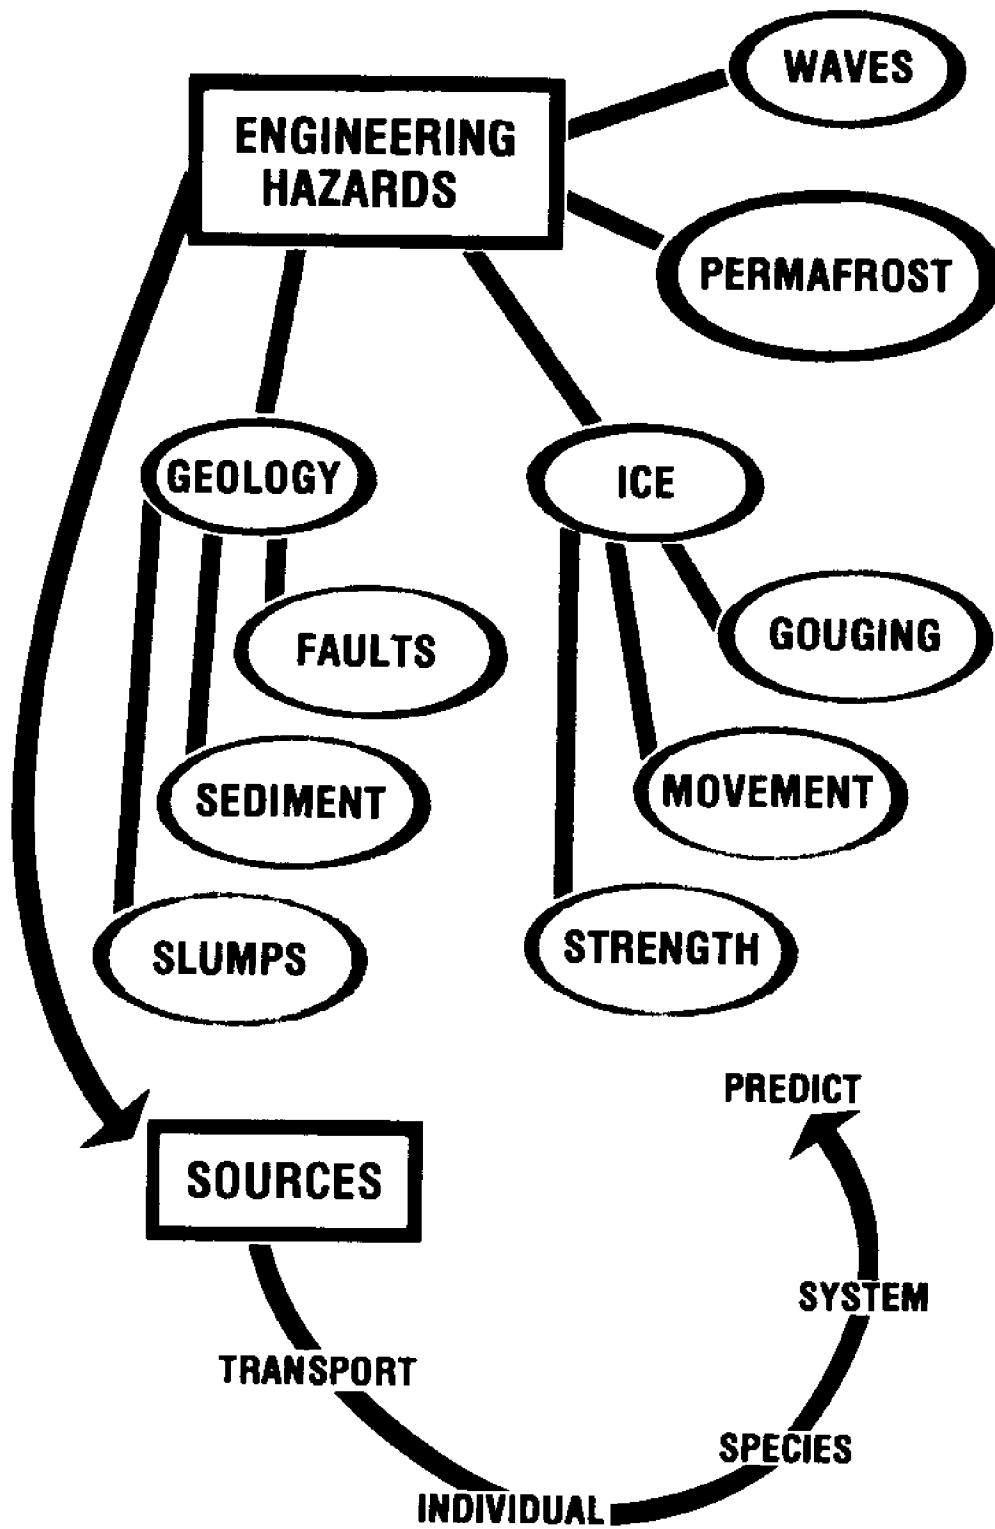 WAVES
ENGINEERING
HAZARDS
PERMAFROST
GEOLOGY
ICE
FAULTS
GOUGING
SEDIMENT
MOVEMENT
SLUMPS
STRENGTH
PREDICT
SOURCES
SYSTEM
TRANSPORT
SPECIES
INDIVIDUAL